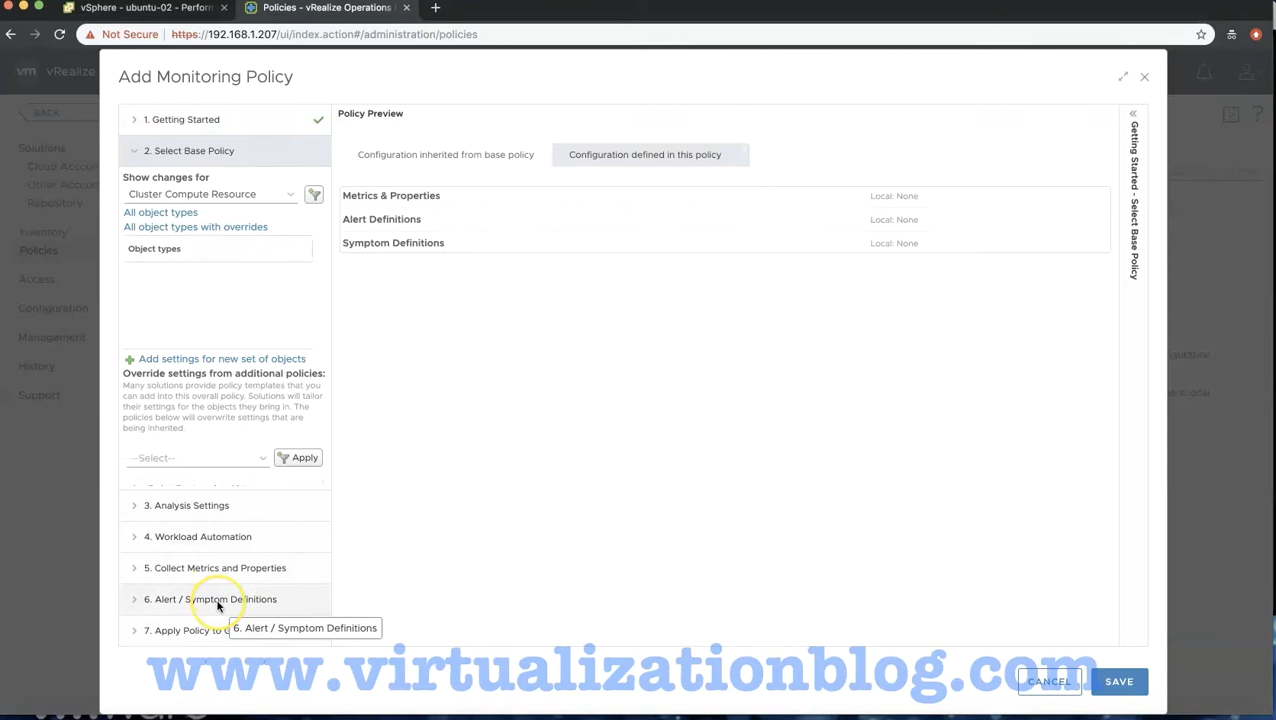 vSphere - ubuntu-02 - Perform
Policies - vRealize Operations
Not Secure
https://192.168.1.207/ui/index.action#/administration/policies
vm vRealize
Add Monitoring Policy
BACK
Solutions
Cloud Accou
Other Accou
Repository
Inventory
Policies
Access
Configuration
Management
History
Support
1. Getting Started
2. Select Base Policy
Show changes for
Cluster Compute Resource
All object types
All object types with overrides
Object types
Add settings for new set of objects
Override settings from additional policies:
Many solutions provide policy templates that you
can add into this overall policy. Solutions will tailor
their settings for the objects they bring in. The
policies below will overwrite settings that are
being inherited.
--Select--
Apply
3. Analysis Settings
4. Workload Automation
5. Collect Metrics and Properties
6. Alert / Symptom Definitions
7. Apply Policy to G
6. Alert / Symptom Definitions
Policy Preview
Configuration inherited from base policy
Configuration defined in this policy
Metrics & Properties Local: None
Alert Definitions Local: None
Symptom Definitions Local: None
Getting Started - Select Base Policy
CANCEL
SAVE
www.virtualizationblog.com